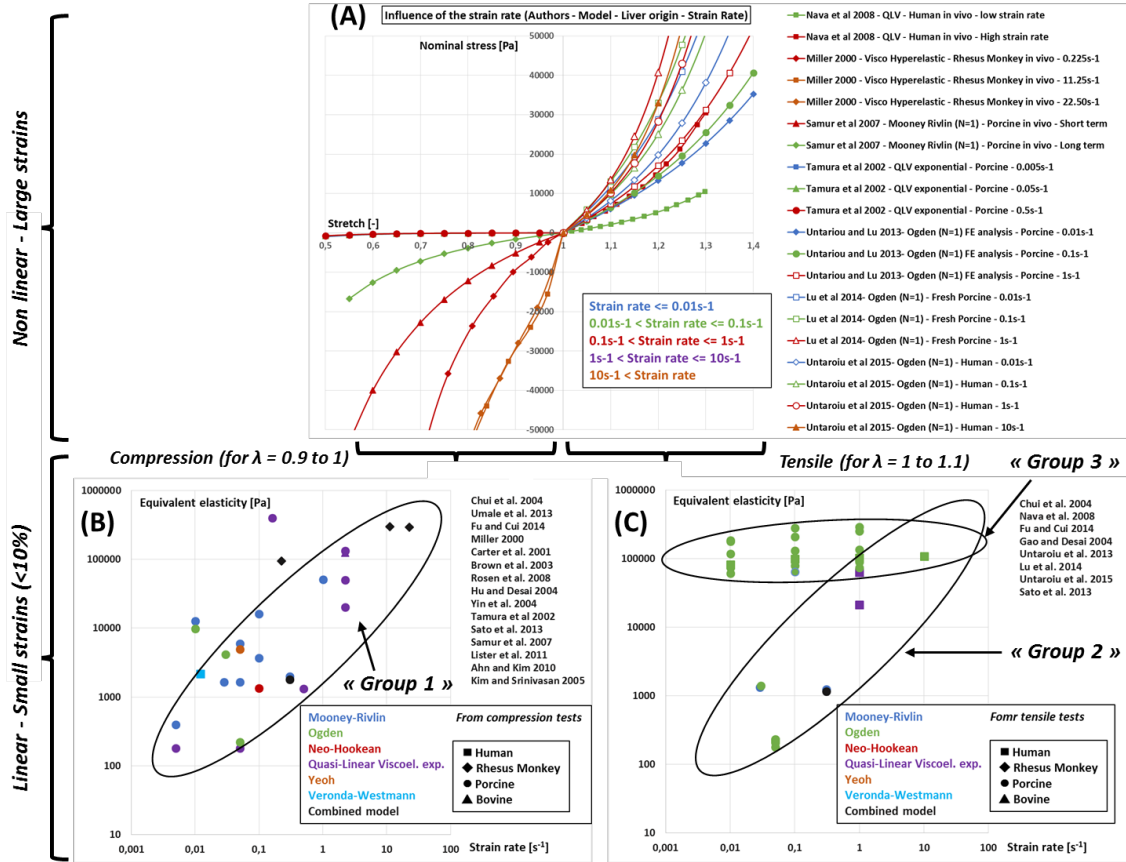 (A)
Influence of the strain rate (Authors - Model - Liver origin - Strain Rate)
Nominal stress [Pa]
50000
40000
30000
20000
10000
0
-10000
-20000
-30000
-40000
-50000
Stretch [-]
0,5 0,6 0,7 0,8 0,9 1 1,1 1,2 1,3 1,4
Strain rate <= 0.01s-1
0.01s-1 < Strain rate <= 0.1s-1
0.1s-1 < Strain rate <= 1s-1
1s-1 < Strain rate <= 10s-1
10s-1 < Strain rate
Nava et al 2008 - QLV - Human in vivo - low strain rate
Nava et al 2008 - QLV - Human in vivo - High strain rate
Miller 2000 - Visco Hyperelastic - Rhesus Monkey in vivo - 0.225s-1
Miller 2000 - Visco Hyperelastic - Rhesus Monkey in vivo - 11.25s-1
Miller 2000 - Visco Hyperelastic - Rhesus Monkey in vivo - 22.50s-1
Samur et al 2007 - Mooney Rivlin (N=1) - Porcine in vivo - Short term
Samur et al 2007 - Mooney Rivlin (N=1) - Porcine in vivo - Long term
Tamura et al 2002 - QLV exponential - Porcine - 0.005s-1
Tamura et al 2002 - QLV exponential - Porcine - 0.05s-1
Tamura et al 2002 - QLV exponential - Porcine - 0.5s-1
Untariou and Lu 2013- Ogden (N=1) FE analysis - Porcine - 0.01s-1
Untariou and Lu 2013- Ogden (N=1) FE analysis - Porcine - 0.1s-1
Untariou and Lu 2013- Ogden (N=1) FE analysis - Porcine - 1s-1
Lu et al 2014- Ogden (N=1) - Fresh Porcine - 0.01s-1
Lu et al 2014- Ogden (N=1) - Fresh Porcine - 0.1s-1
Lu et al 2014- Ogden (N=1) - Fresh Porcine - 1s-1
Untaroiu et al 2015- Ogden (N=1) - Human - 0.01s-1
Untaroiu et al 2015- Ogden (N=1) - Human - 0.1s-1
Untaroiu et al 2015- Ogden (N=1) - Human - 1s-1
Untaroiu et al 2015- Ogden (N=1) - Human - 10s-1
Non linear - Large strains
Linear - Small strains (<10%)
Compression (for λ = 0.9 to 1)
Tensile (for λ = 1 to 1.1)
« Group 3 »
(B)
Equivalent elasticity [Pa]
1000000
100000
10000
1000
100
10
0,001 0,01 0,1 1 10 100
Strain rate [s-1]
Chui et al. 2004
Umale et al. 2013
Fu and Cui 2014
Miller 2000
Carter et al. 2001
Brown et al. 2003
Rosen et al. 2008
Hu and Desai 2004
Yin et al. 2004
Tamura et al 2002
Sato et al. 2013
Samur et al. 2007
Lister et al. 2011
Ahn and Kim 2010
Kim and Srinivasan 2005
« Group 1 »
Mooney-Rivlin
Ogden
Neo-Hookean
Quasi-Linear Viscoel. exp.
Yeoh
Veronda-Westmann
Combined model
From compression tests
Human
Rhesus Monkey
Porcine
Bovine
(C)
Equivalent elasticity [Pa]
1000000
100000
10000
1000
100
10
0,001 0,01 0,1 1 10 100
Strain rate [s-1]
Chui et al. 2004
Nava et al. 2008
Fu and Cui 2014
Gao and Desai 2004
Untaroiu et al. 2013
Lu et al. 2014
Untaroiu et al. 2015
Sato et al. 2013
« Group 2 »
Mooney-Rivlin
Ogden
Neo-Hookean
Quasi-Linear Viscoel. exp.
Yeoh
Veronda-Westmann
Combined model
Fomr tensile tests
Human
Rhesus Monkey
Porcine
Bovine